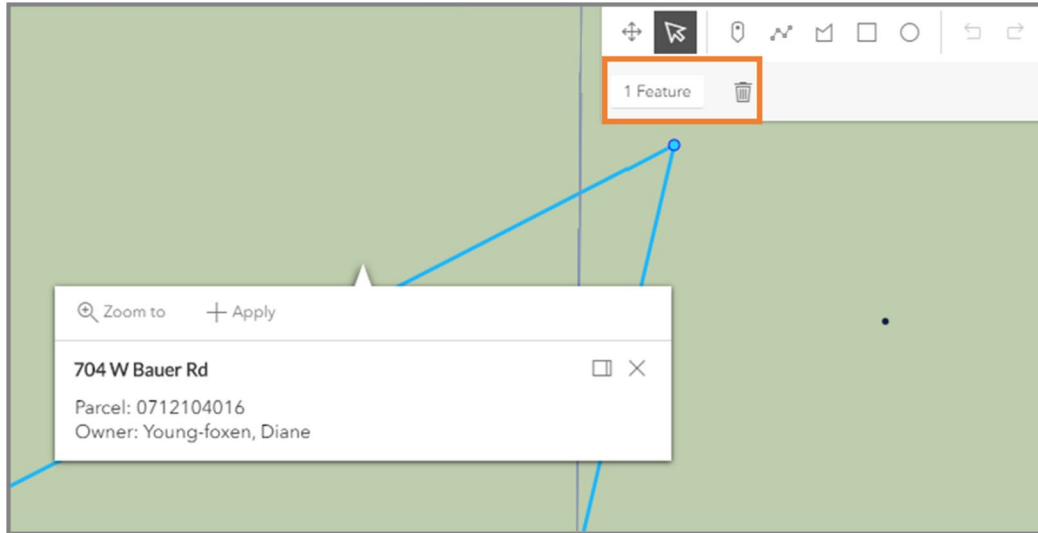 1 Feature
Zoom to
Apply
704 W Bauer Rd
Parcel: 0712104016
Owner: Young-foxen, Diane